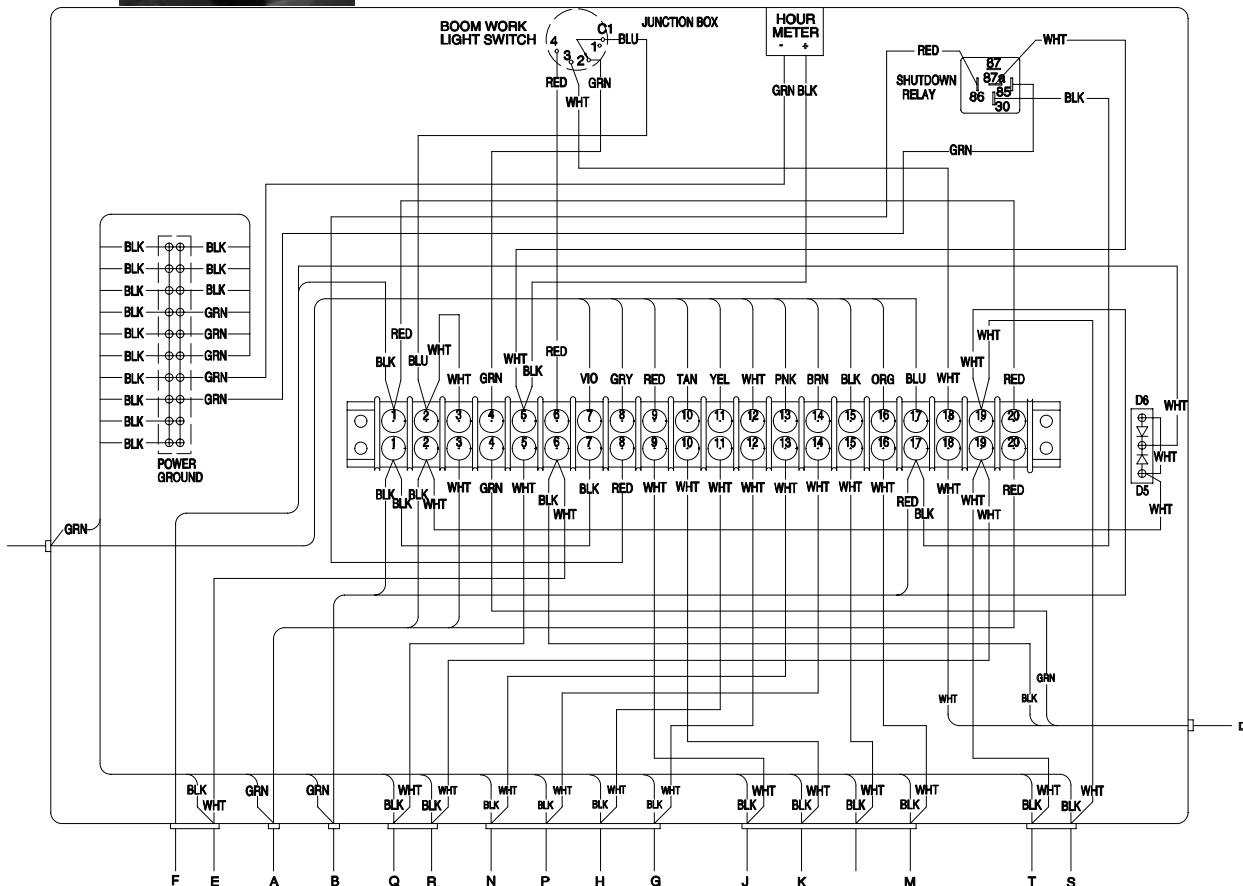 BOOM WORK
LIGHT SWITCH
JUNCTION BOX
HOUR
METER
- +
C1
BLU
4
3
2
1
RED
WHT
GRN
GRN BLK
RED
WHT
87
87a
86
85
30
SHUTDOWN
RELAY
BLK
GRN
BLK BLK
BLK BLK
BLK BLK
BLK GRN
BLK GRN
BLK GRN
BLK GRN
BLK GRN
BLK
BLK
POWER
GROUND
RED
BLK
BLU
WHT
WHT
GRN
WHT
BLK
RED
VIO GRY RED TAN YEL WHT PNK BRN BLK ORG BLU WHT
WHT
WHT
RED
1 2 3 4 5 6 7 8 9 10 11 12 13 14 15 16 17 18 19 20
1 2 3 4 5 6 7 8 9 10 11 12 13 14 15 16 17 18 19 20
BLK
BLK
BLK
WHT
WHT GRN WHT
BLK
WHT
BLK RED WHT WHT WHT WHT WHT WHT WHT WHT
RED
BLK
WHT
WHT
WHT
RED
D6
WHT
WHT
D5
WHT
GRN
WHT
BLK
GRN
D
BLK
WHT
GRN
GRN
BLK
WHT
BLK
WHT
BLK
WHT
BLK
WHT
BLK
WHT
BLK
WHT
BLK
WHT
BLK
WHT
BLK
WHT
BLK
WHT
BLK
WHT
BLK
WHT
F E A B Q R N P H G J K I M T S